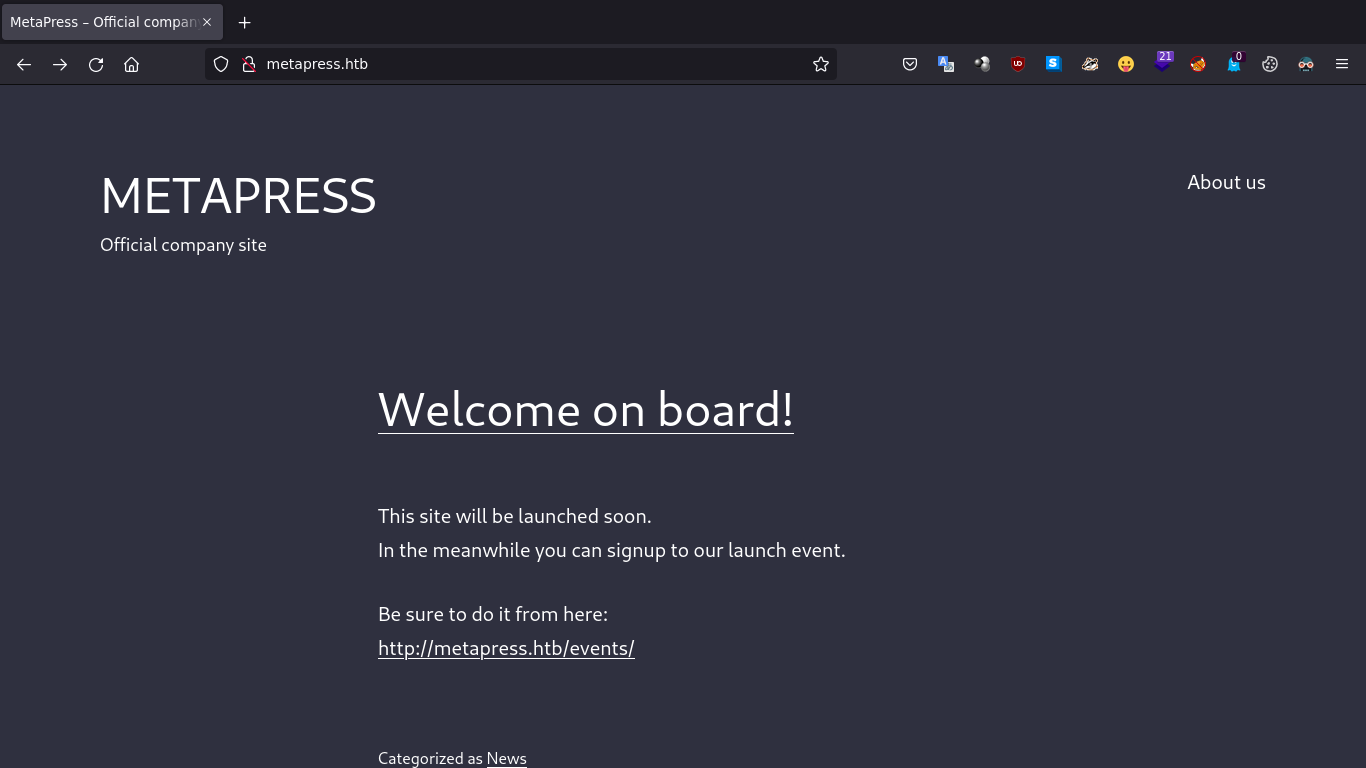 MetaPress – Official compan
metapress.htb
21
0
METAPRESS
About us
Official company site
Welcome on board!
This site will be launched soon.
In the meanwhile you can signup to our launch event.
Be sure to do it from here:
http://metapress.htb/events/
Categorized as News